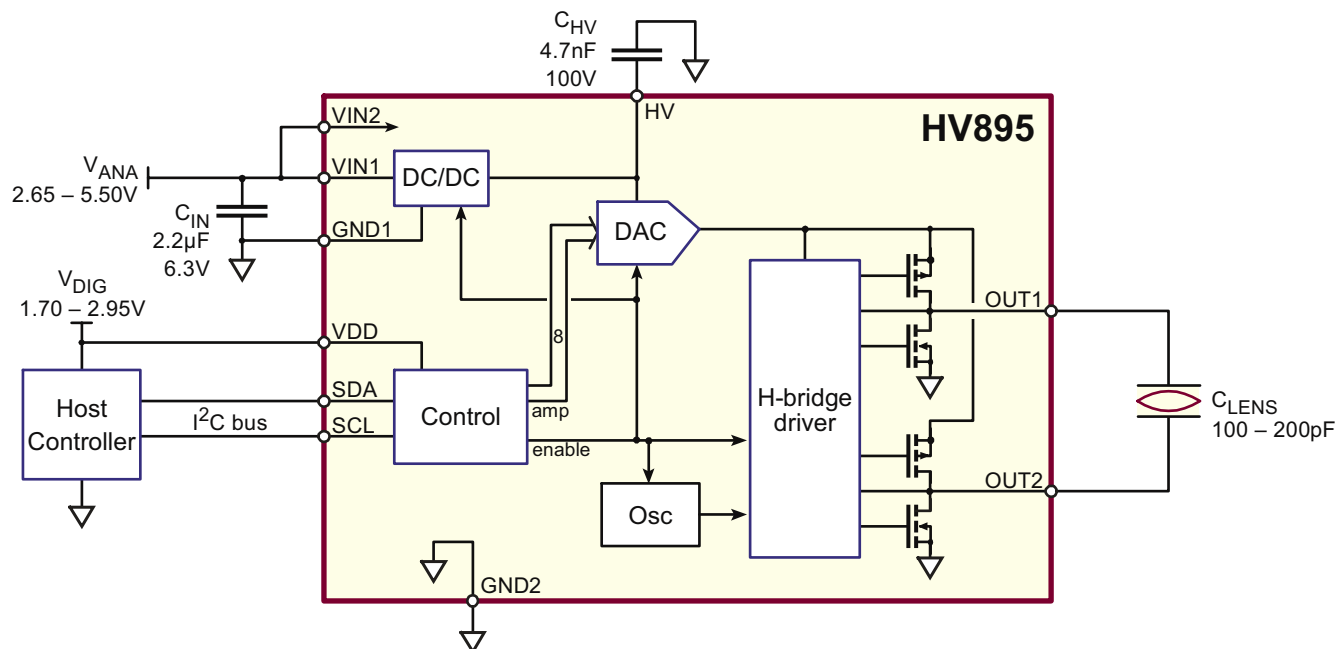 C_HV
4.7nF
100V
HV
HV895
VIN2
V_ANA
2.65 – 5.50V
VIN1
DC/DC
C_IN
2.2µF
6.3V
GND1
DAC
V_DIG
1.70 – 2.95V
VDD
8
OUT1
Host
Controller
SDA
I²C bus
SCL
Control
amp
enable
H-bridge
driver
C_LENS
100 – 200pF
Osc
OUT2
GND2